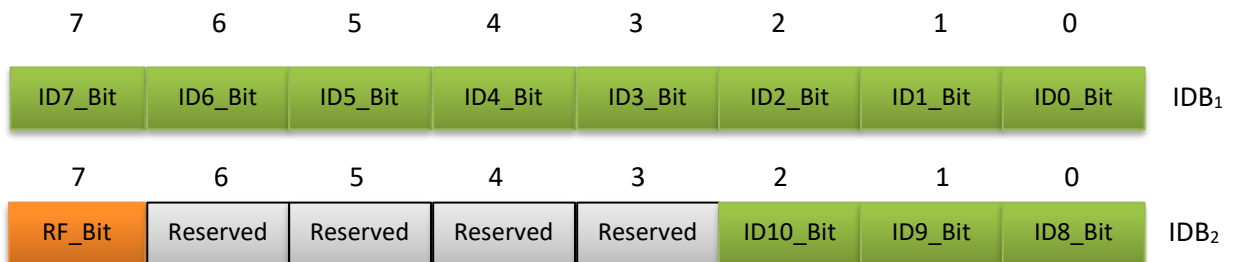 7 6 5 4 3 2 1 0
ID7_Bit ID6_Bit ID5_Bit ID4_Bit ID3_Bit ID2_Bit ID1_Bit ID0_Bit IDB₁
7 6 5 4 3 2 1 0
RF_Bit Reserved Reserved Reserved Reserved ID10_Bit ID9_Bit ID8_Bit IDB₂